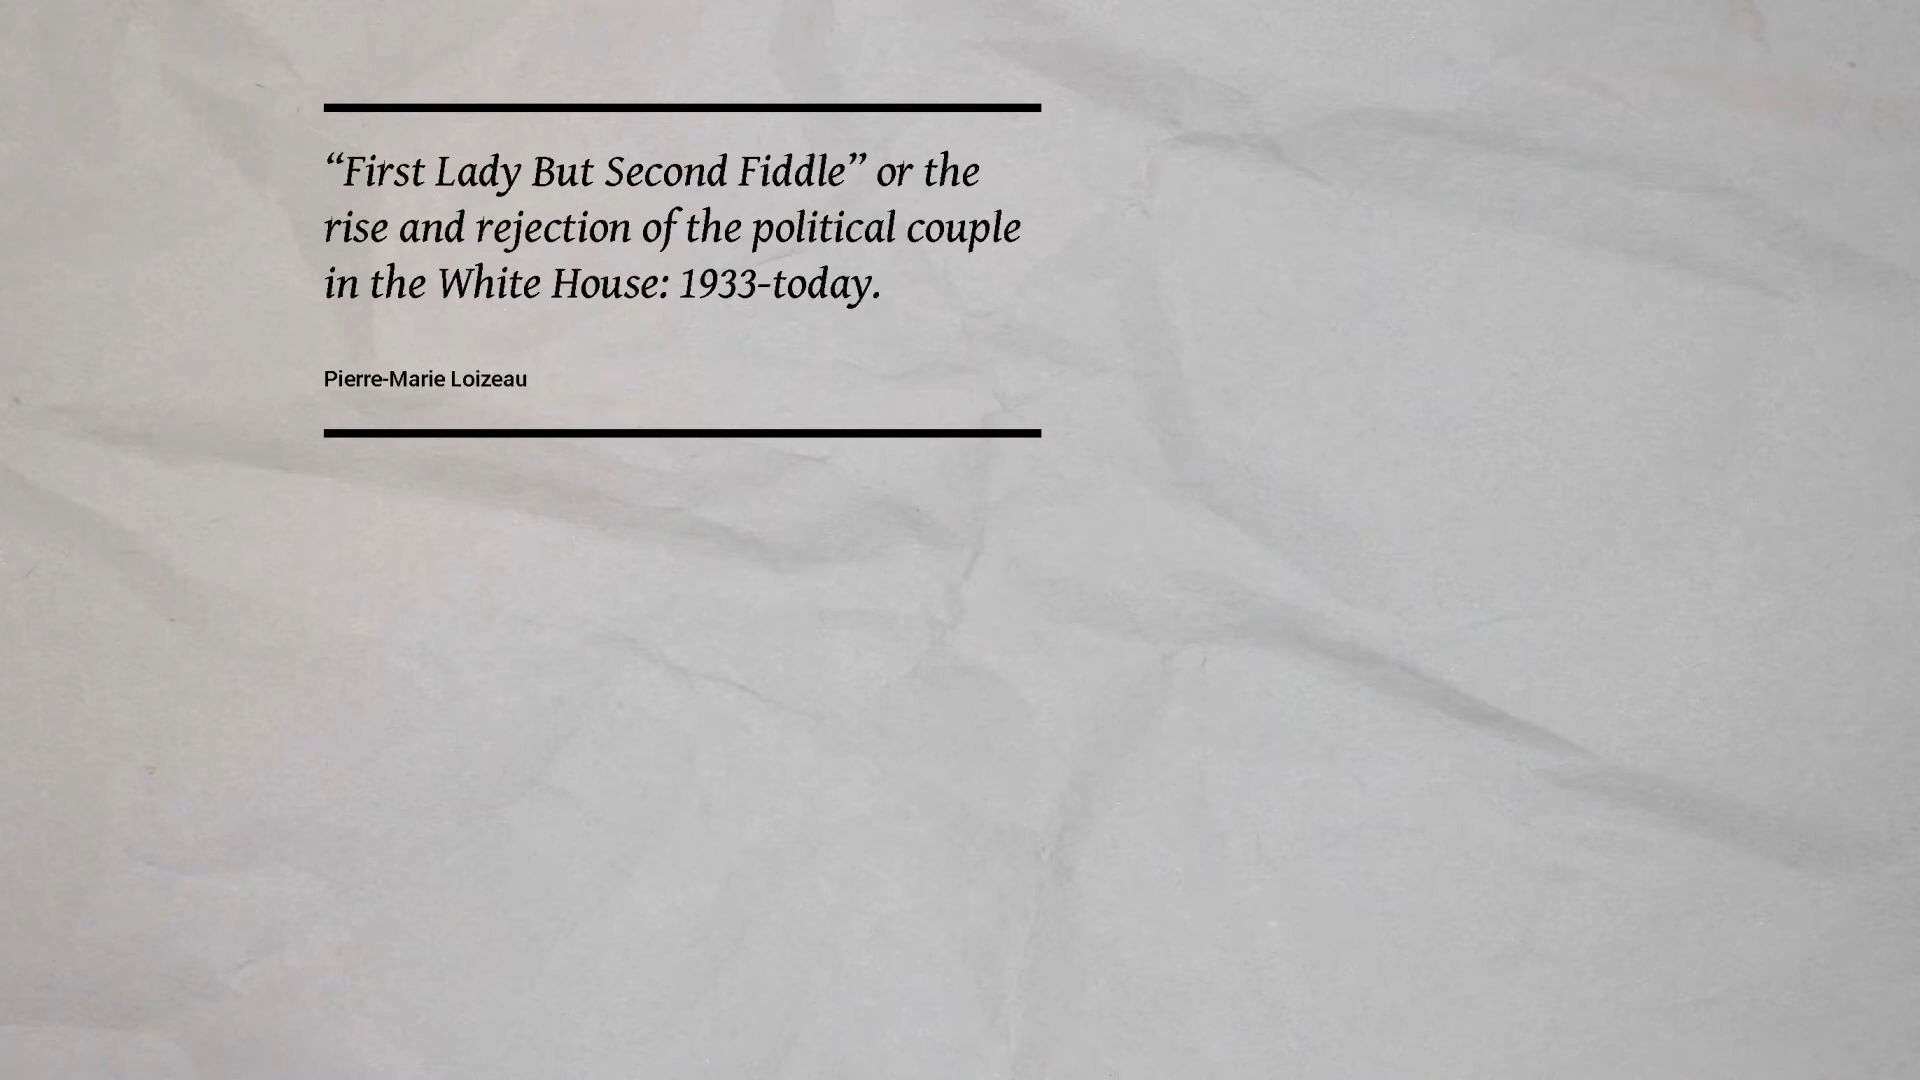 “First Lady But Second Fiddle” or the
rise and rejection of the political couple
in the White House: 1933-today.
Pierre-Marie Loizeau